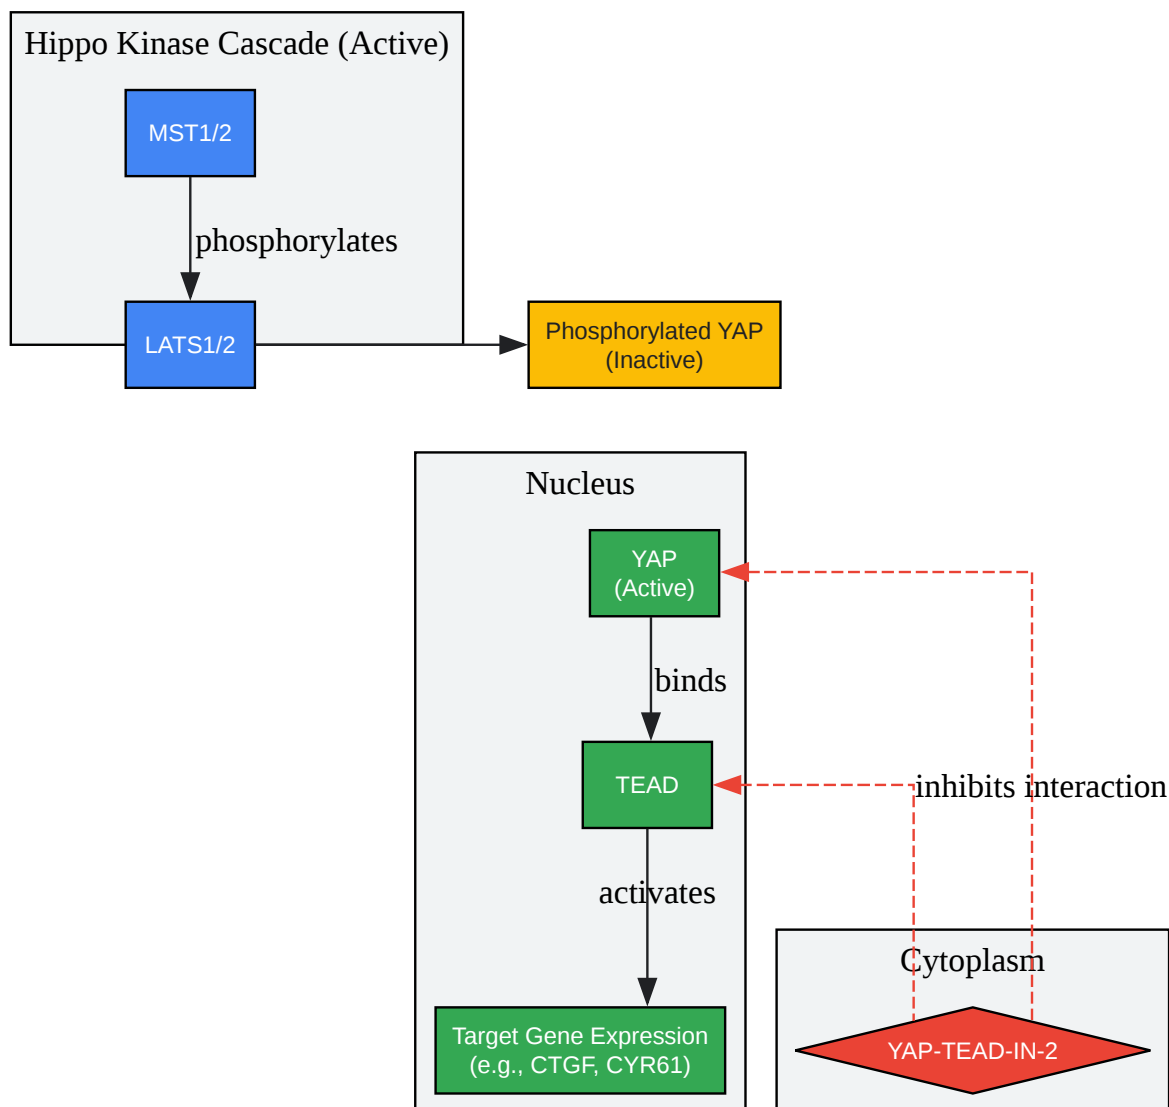 Hippo Kinase Cascade (Active)
MST1/2
phosphorylates
LATS1/2
Phosphorylated YAP
(Inactive)
Nucleus
YAP
(Active)
binds
TEAD
inhibits interaction
activates
Cytoplasm
Target Gene Expression
(e.g., CTGF, CYR61)
YAP-TEAD-IN-2